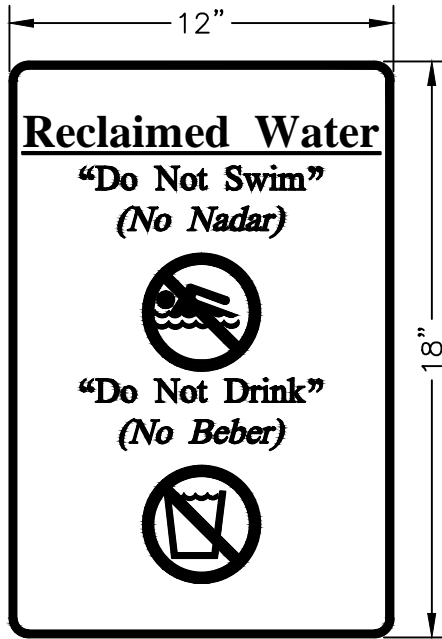 12”
Reclaimed Water
“Do Not Swim”
(No Nadar)
“Do Not Drink”
(No Beber)
18”